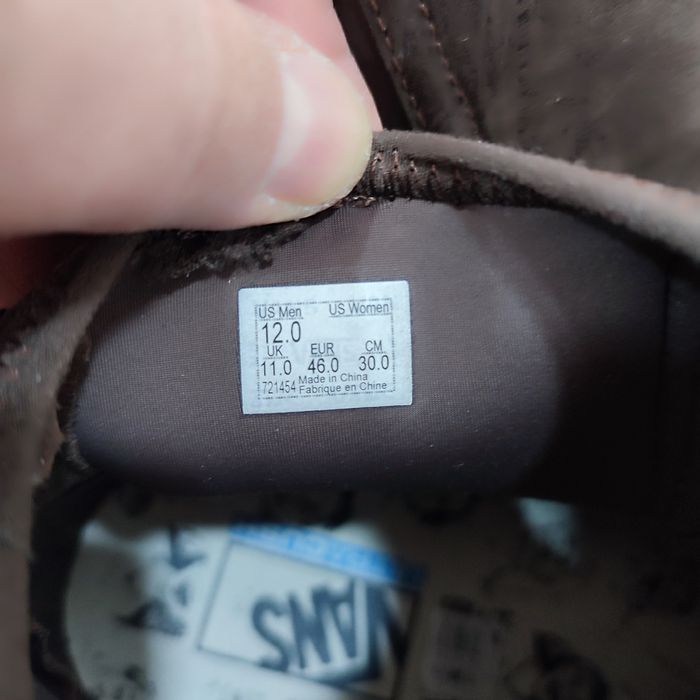 US Men US Women
12.0
UK EUR CM
11.0 46.0 30.0
721454 Made in China
Fabrique en Chine
VANS